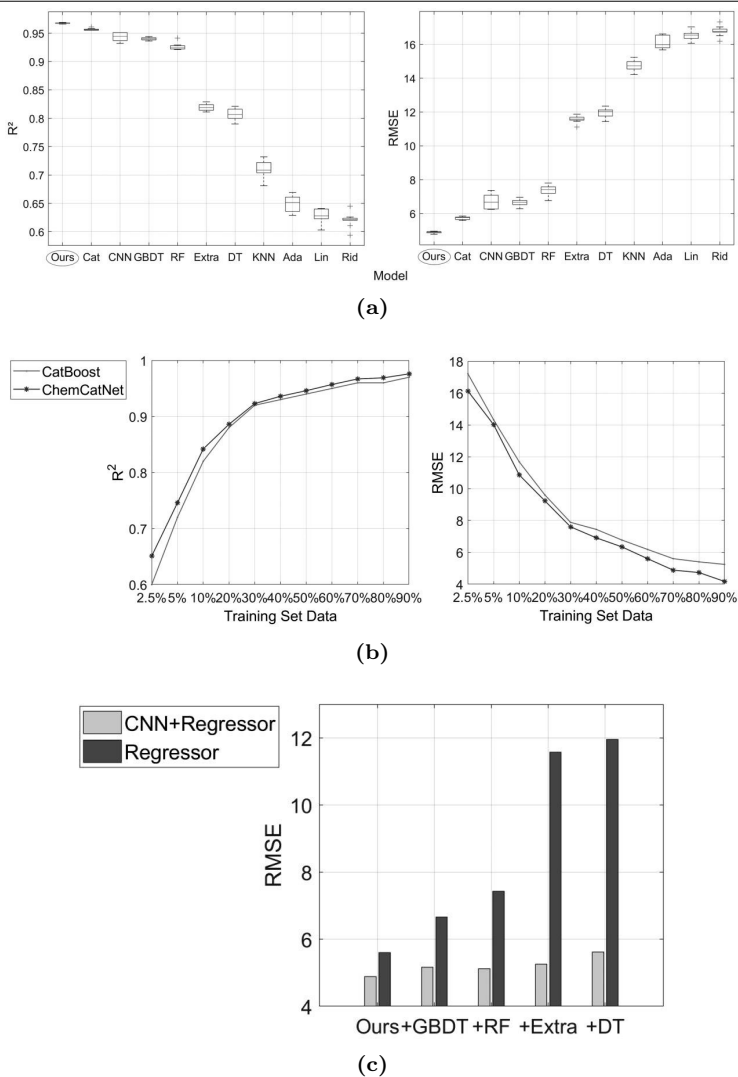 0.95
0.9
0.85
0.8
0.75
0.7
0.65
0.6
R²
Ours Cat CNN GBDT RF Extra DT KNN Ada Lin Rid
16
14
12
10
8
6
RMSE
Ours Cat CNN GBDT RF Extra DT KNN Ada Lin Rid
Model
(a)
CatBoost
ChemCatNet
1
0.9
0.8
0.7
0.6
R²
2.5% 5% 10% 20% 30% 40% 50% 60% 70% 80% 90%
Training Set Data
18
16
14
12
10
8
6
4
RMSE
2.5% 5% 10% 20% 30% 40% 50% 60% 70% 80% 90%
Training Set Data
(b)
CNN+Regressor
Regressor
12
10
8
6
4
RMSE
Ours +GBDT +RF +Extra +DT
(c)